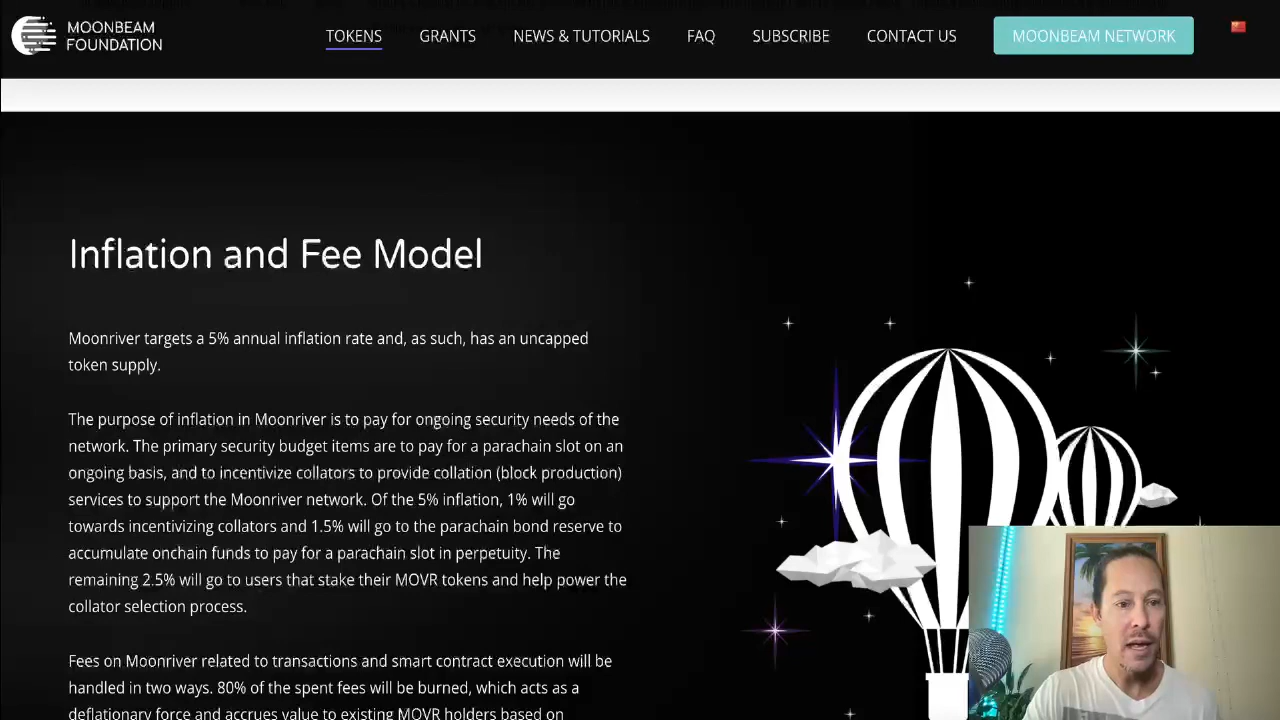 MOONBEAM
FOUNDATION
TOKENS
GRANTS
NEWS & TUTORIALS
FAQ
SUBSCRIBE
CONTACT US
MOONBEAM NETWORK
Inflation and Fee Model
Moonriver targets a 5% annual inflation rate and, as such, has an uncapped
token supply.
The purpose of inflation in Moonriver is to pay for ongoing security needs of the
network. The primary security budget items are to pay for a parachain slot on an
ongoing basis, and to incentivize collators to provide collation (block production)
services to support the Moonriver network. Of the 5% inflation, 1% will go
towards incentivizing collators and 1.5% will go to the parachain bond reserve to
accumulate onchain funds to pay for a parachain slot in perpetuity. The
remaining 2.5% will go to users that stake their MOVR tokens and help power the
collator selection process.
Fees on Moonriver related to transactions and smart contract execution will be
handled in two ways. 80% of the spent fees will be burned, which acts as a
deflationary force and accrues value to existing MOVR holders based on